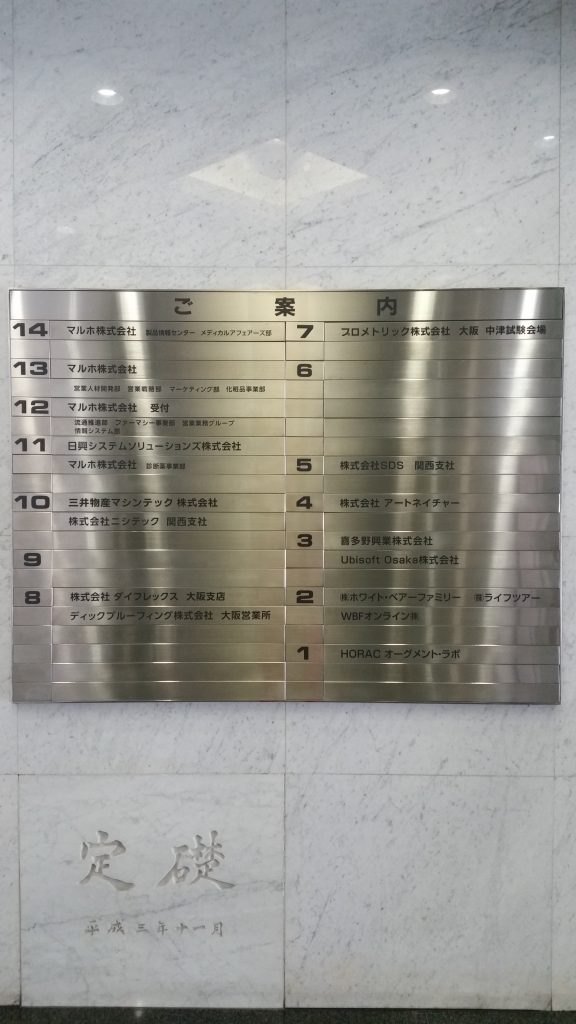 ご案内
14 マルホ株式会社 製品情報センター メディカルアフェアーズ部
13 マルホ株式会社
営業人材開発部 営業戦略部 マーケティング部 化粧品事業部
12 マルホ株式会社 受付
流通推進部 ファーマシー事業部 営業業務グループ
情報システム部
11 日興システムソリューションズ株式会社
マルホ株式会社 診断薬事業部
10 三井物産マシンテック 株式会社
株式会社ニシテック 関西支社
9
8 株式会社 ダイフレックス 大阪支店
ディックプルーフィング株式会社 大阪営業所
7 プロメトリック株式会社 大阪 中津試験会場
6
5 株式会社SDS 関西支社
4 株式会社 アートネイチャー
3 喜多野興業株式会社
Ubisoft Osaka株式会社
2 ㈱ホワイト・ベアーファミリー ㈱ライフツアー
WBFオンライン㈱
1 HORAC オーグメント・ラボ
定礎
平成三年十一月